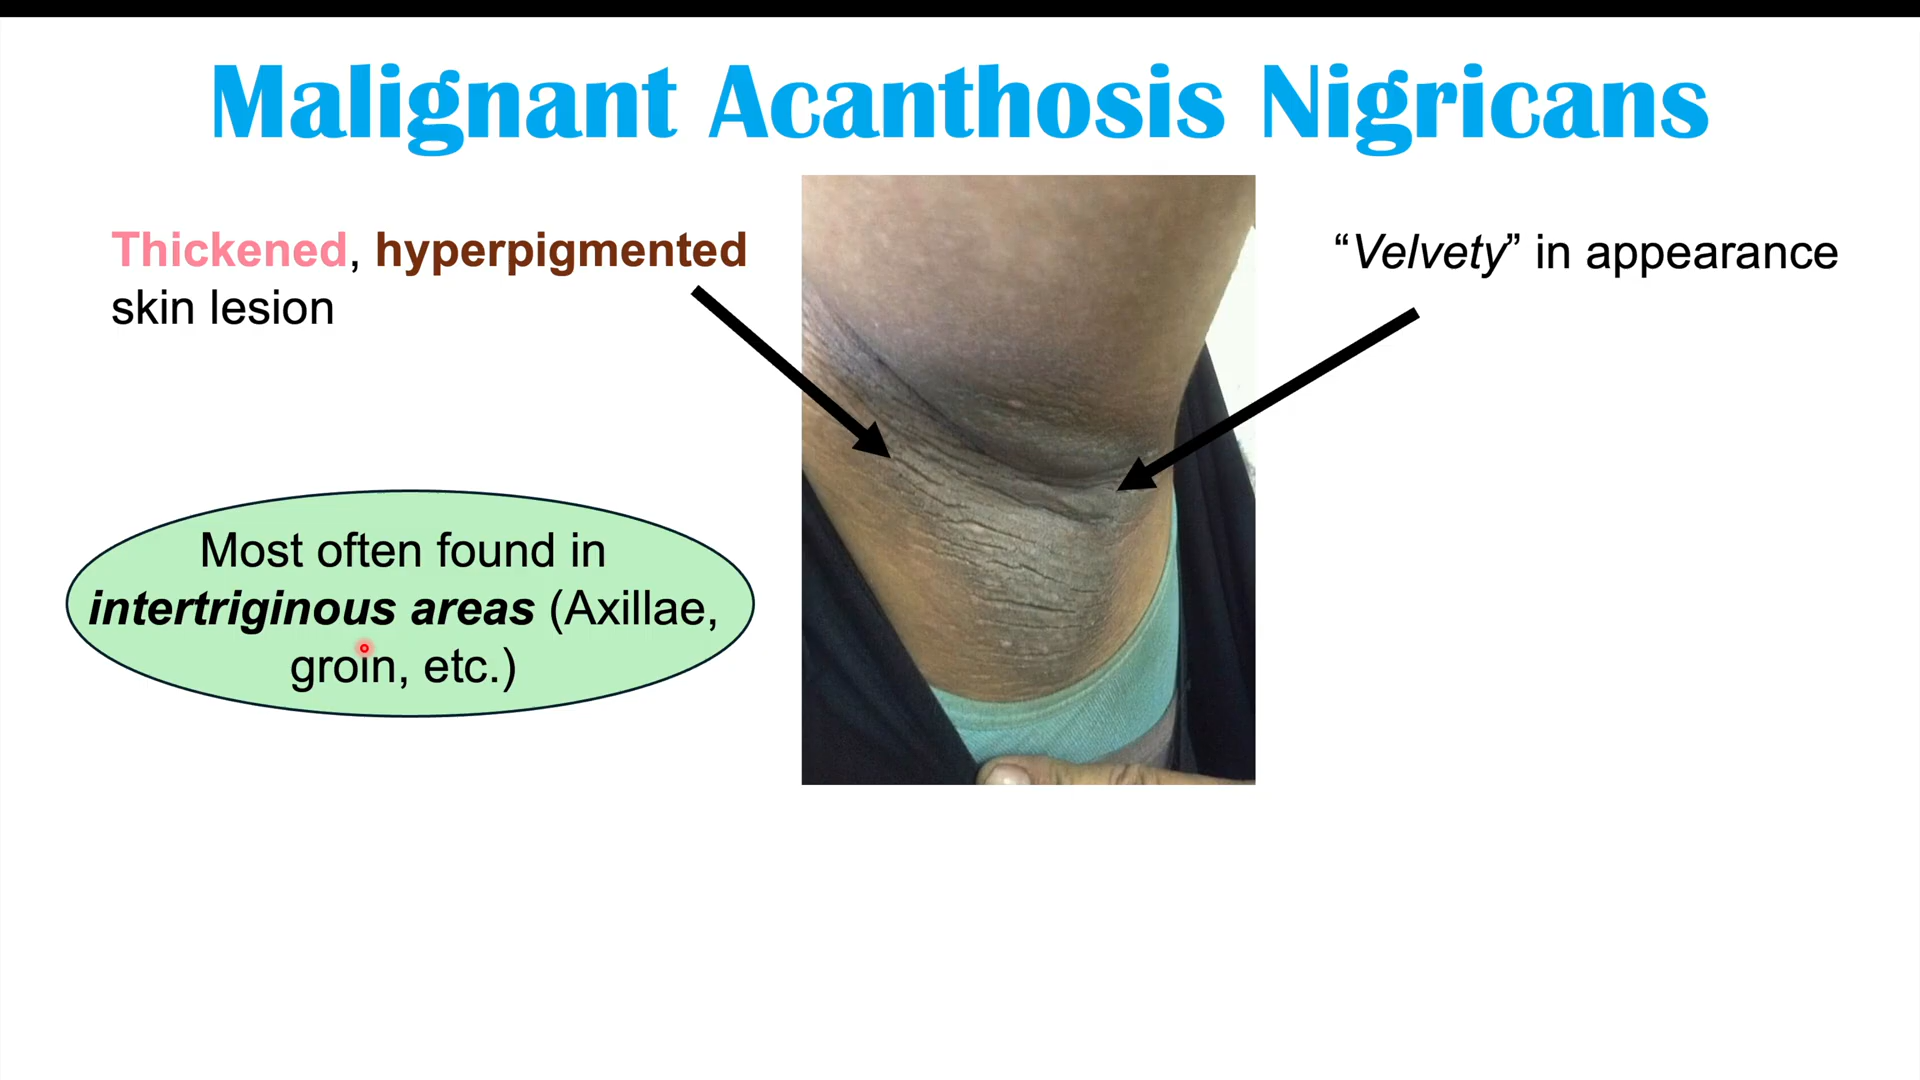 Malignant Acanthosis Nigricans
Thickened, hyperpigmented
skin lesion
“Velvety” in appearance
Most often found in
intertriginous areas (Axillae,
groin, etc.)